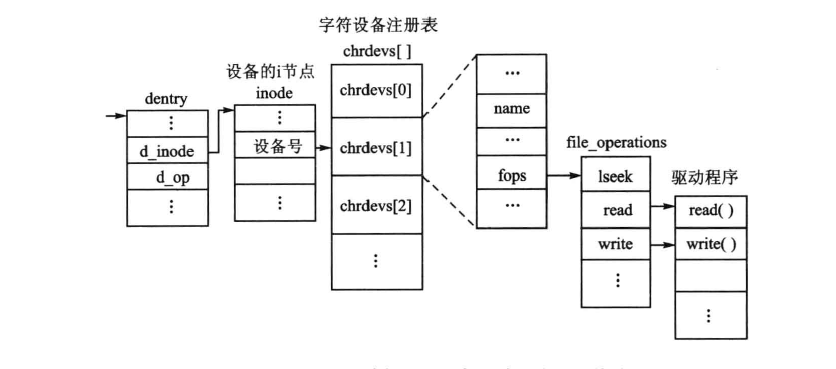 字符设备注册表
chrdevs[ ]
设备的i节点
inode
dentry
⋮
d_inode
d_op
⋮
⋮
设备号
⋮
chrdevs[0]
chrdevs[1]
chrdevs[2]
⋮
···
name
···
fops
···
file_operations
lseek
read
write
⋮
驱动程序
read( )
write( )
⋮